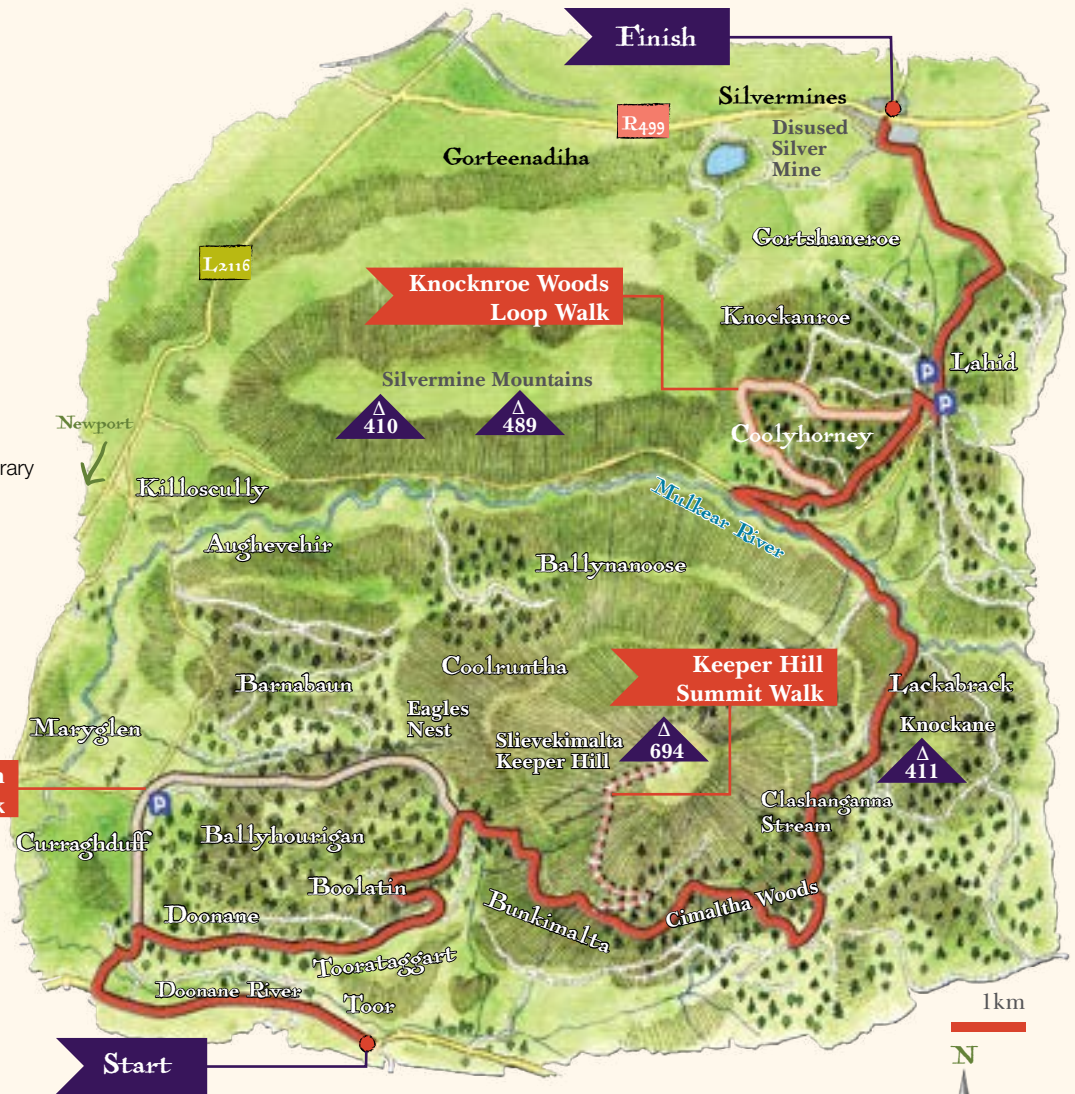 Finish
Silvermines
R499
Disused
Silver
Mine
Gorteenadiha
Gortshaneroe
L2116
Knocknroe Woods
Loop Walk
Knockanroe
Lahid
P
P
Silvermine Mountains
Δ
410
Δ
489
Newport
Coolyhorney
rary
Killoscully
Mulkear River
Aughevehir
Ballynanoose
Coolruntha
Keeper Hill
Summit Walk
Lackabrack
Barnabaun
Eagles
Nest
Knockane
Δ
411
Maryglen
Slievekimalta
Keeper Hill
Δ
694
n
k
P
Clashanganna
Stream
Curraghduff
Ballyhourigan
Boolatin
Bunkimalta
Cimaltha Woods
Doonane
Toorataggart
Doonane River
Toor
1km
Start
N